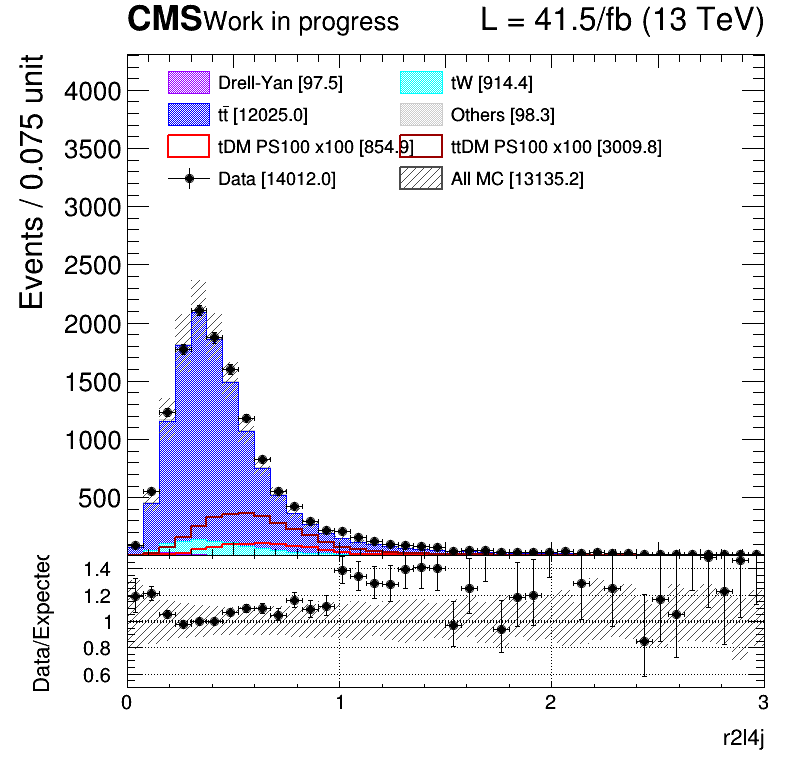 CMS Work in progress L = 41.5/fb (13 TeV)
Events / 0.075 unit
4000
3500
3000
2500
2000
1500
1000
500
Drell-Yan [97.5]
tW [914.4]
tt̄ [12025.0]
Others [98.3]
tDM PS100 x100 [854.9]
ttDM PS100 x100 [3009.8]
Data [14012.0]
All MC [13135.2]
Data/Expected
1.4
1.2
1
0.8
0.6
0 1 2 3
r2l4j